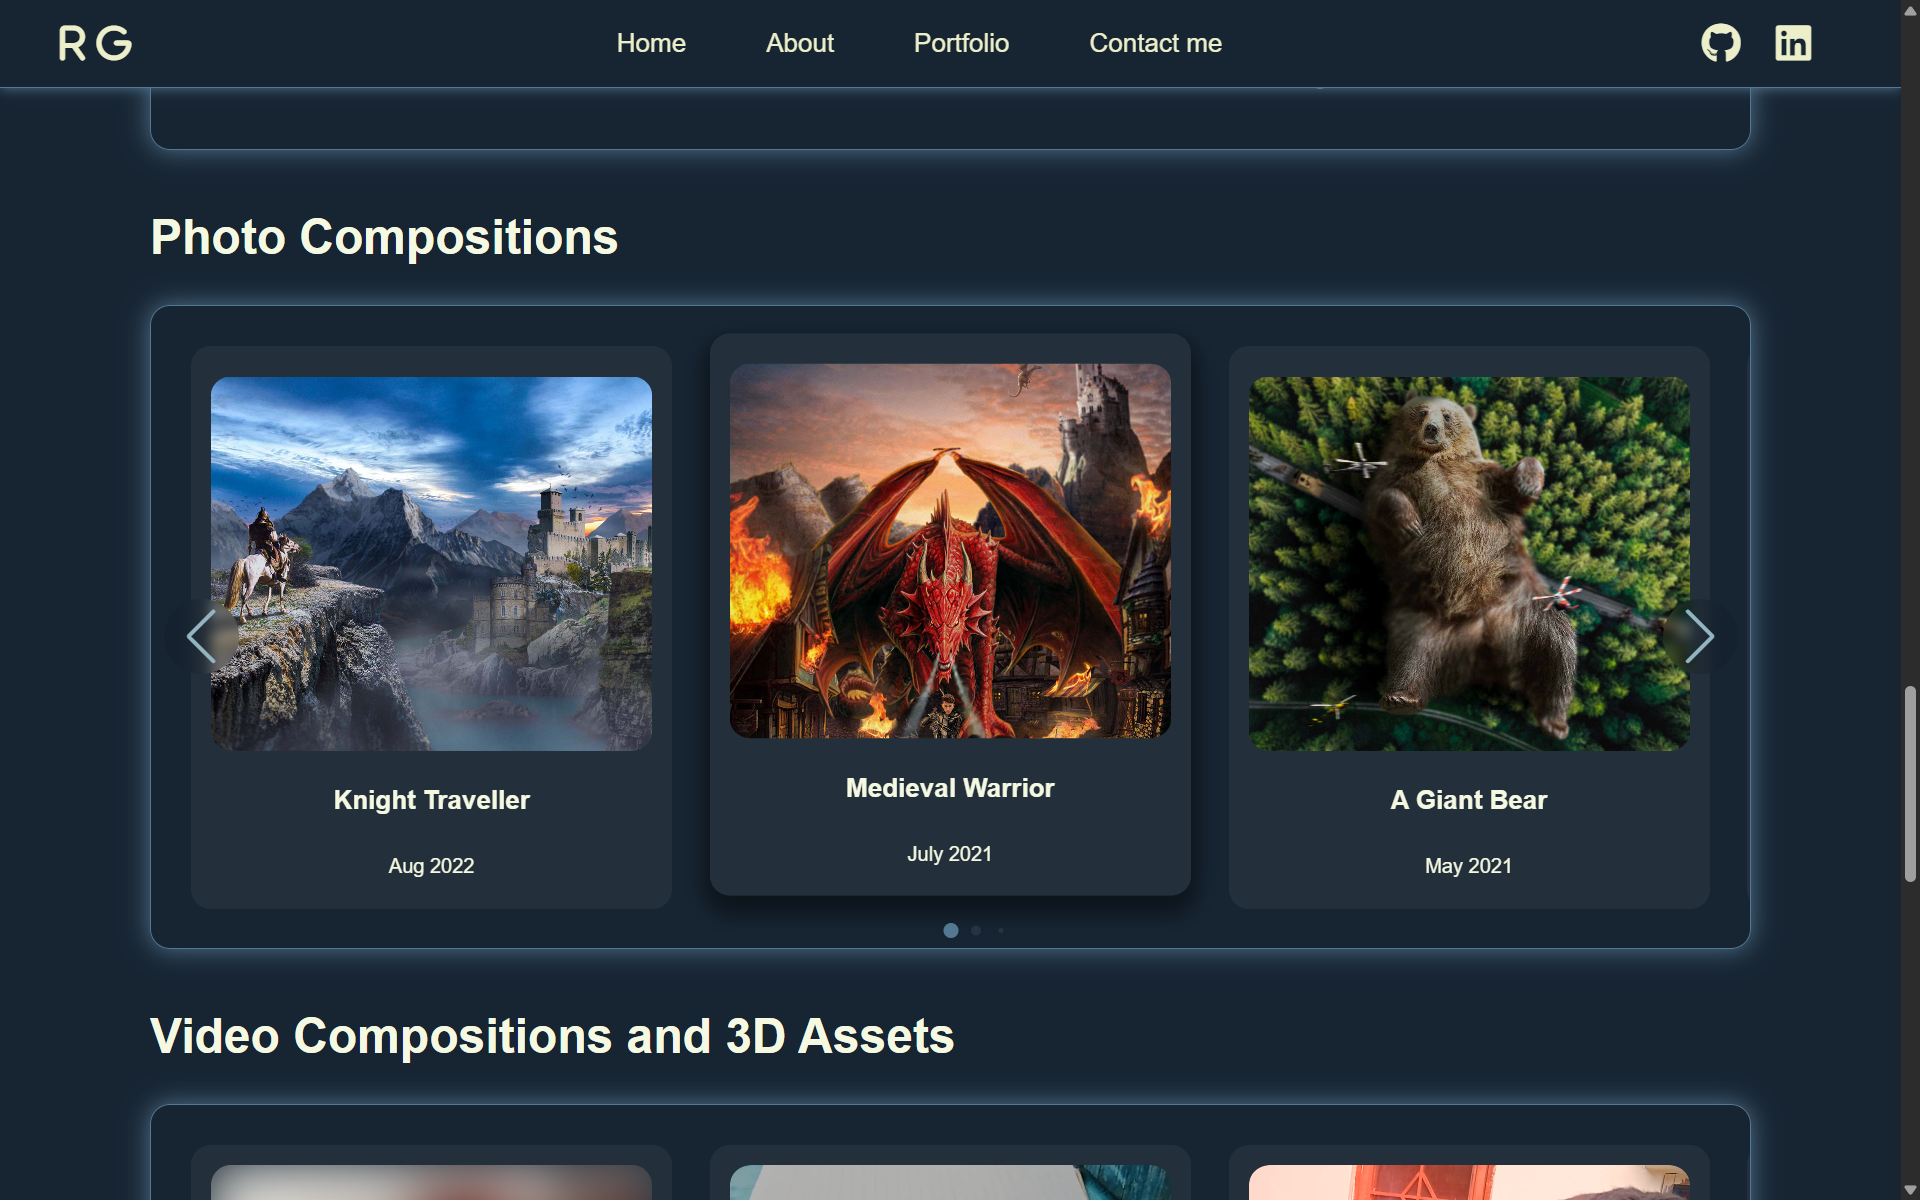 RG
Home
About
Portfolio
Contact me
in
Photo Compositions
Knight Traveller
Aug 2022
Medieval Warrior
July 2021
A Giant Bear
May 2021
Video Compositions and 3D Assets